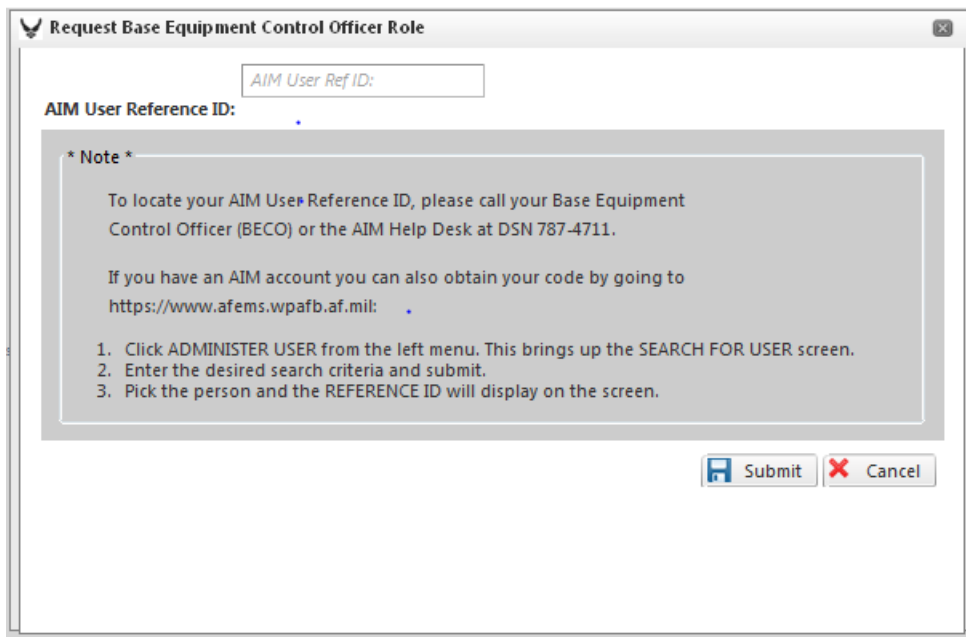 Request Base Equipment Control Officer Role
AIM User Ref ID:
AIM User Reference ID:
* Note *
To locate your AIM User Reference ID, please call your Base Equipment
Control Officer (BECO) or the AIM Help Desk at DSN 787-4711.
If you have an AIM account you can also obtain your code by going to
https://www.afems.wpafb.af.mil:
1. Click ADMINISTER USER from the left menu. This brings up the SEARCH FOR USER screen.
2. Enter the desired search criteria and submit.
3. Pick the person and the REFERENCE ID will display on the screen.
Submit Cancel